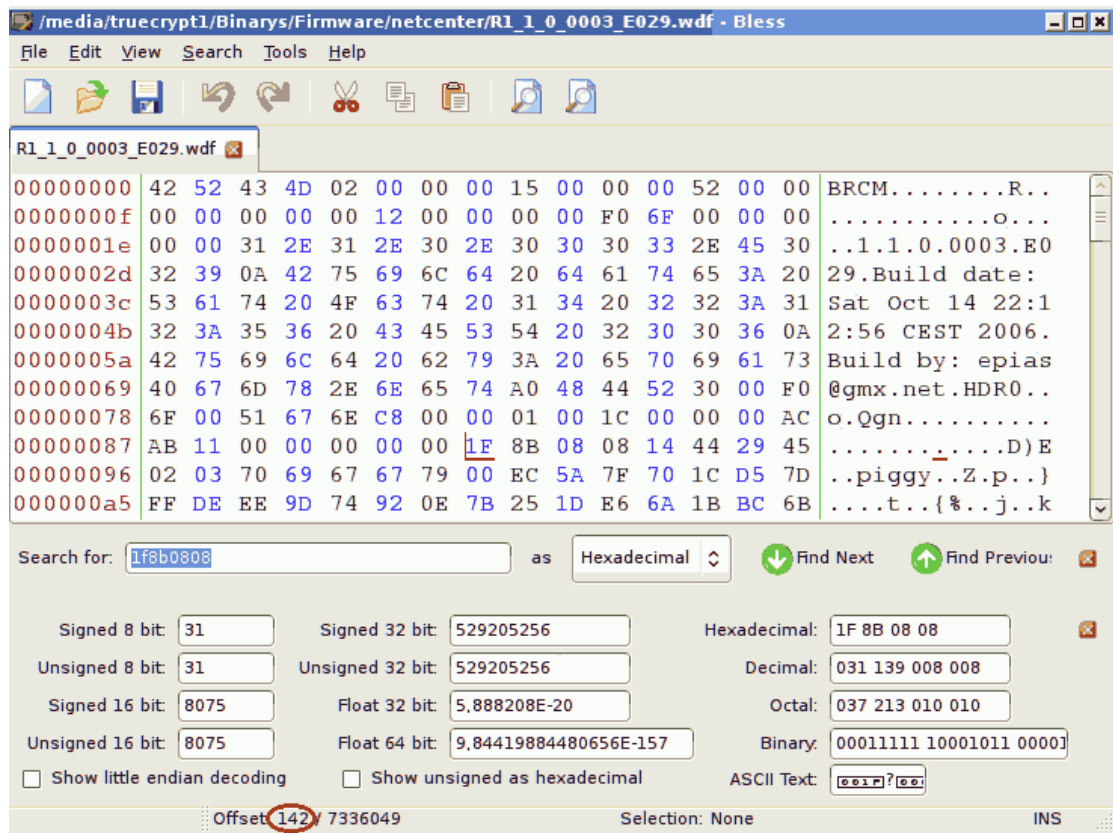 /media/truecrypt1/Binarys/Firmware/netcenter/R1_1_0_0003_E029.wdf - Bless
File Edit View Search Tools Help
R1_1_0_0003_E029.wdf
00000000 42 52 43 4D 02 00 00 00 15 00 00 00 52 00 00 BRCM........R..
0000000f 00 00 00 00 00 12 00 00 00 00 F0 6F 00 00 00 ...........o...
0000001e 00 00 31 2E 31 2E 30 2E 30 30 30 33 2E 45 30 ..1.1.0.0003.E0
0000002d 32 39 0A 42 75 69 6C 64 20 64 61 74 65 3A 20 29.Build date:
0000003c 53 61 74 20 4F 63 74 20 31 34 20 32 32 3A 31 Sat Oct 14 22:1
0000004b 32 3A 35 36 20 43 45 53 54 20 32 30 30 36 0A 2:56 CEST 2006.
0000005a 42 75 69 6C 64 20 62 79 3A 20 65 70 69 61 73 Build by: epias
00000069 40 67 6D 78 2E 6E 65 74 A0 48 44 52 30 00 F0 @gmx.net.HDR0..
00000078 6F 00 51 67 6E C8 00 00 01 00 1C 00 00 00 AC o.Qgn..........
00000087 AB 11 00 00 00 00 00 1F 8B 08 08 14 44 29 45 ............D)E
00000096 02 03 70 69 67 67 79 00 EC 5A 7F 70 1C D5 7D ..piggy..Z.p..}
000000a5 FF DE EE 9D 74 92 0E 7B 25 1D E6 6A 1B BC 6B ....t..{%..j..k
Search for: 1f8b0808 as Hexadecimal Find Next Find Previou:
Signed 8 bit: 31 Signed 32 bit: 529205256 Hexadecimal: 1F 8B 08 08
Unsigned 8 bit: 31 Unsigned 32 bit: 529205256 Decimal: 031 139 008 008
Signed 16 bit: 8075 Float 32 bit: 5,888208E-20 Octal: 037 213 010 010
Unsigned 16 bit: 8075 Float 64 bit: 9,84419884480656E-157 Binary: 00011111 10001011 00001
Show little endian decoding Show unsigned as hexadecimal ASCII Text:
Offset: 142 / 7336049 Selection: None INS